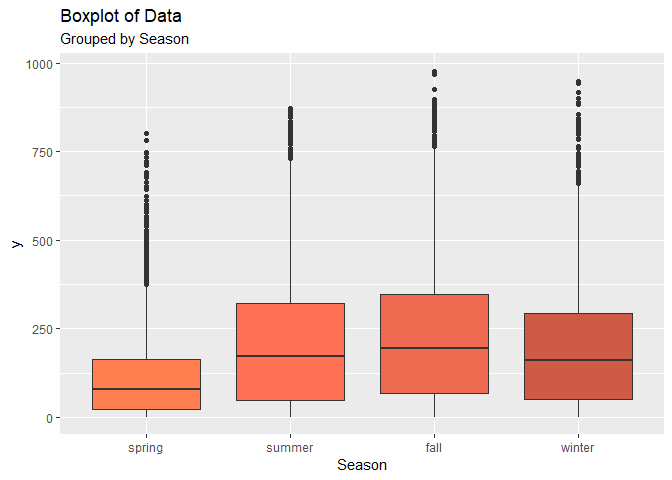 Boxplot of Data
Grouped by Season
1000
750
500
250
0
y
spring summer fall winter
Season